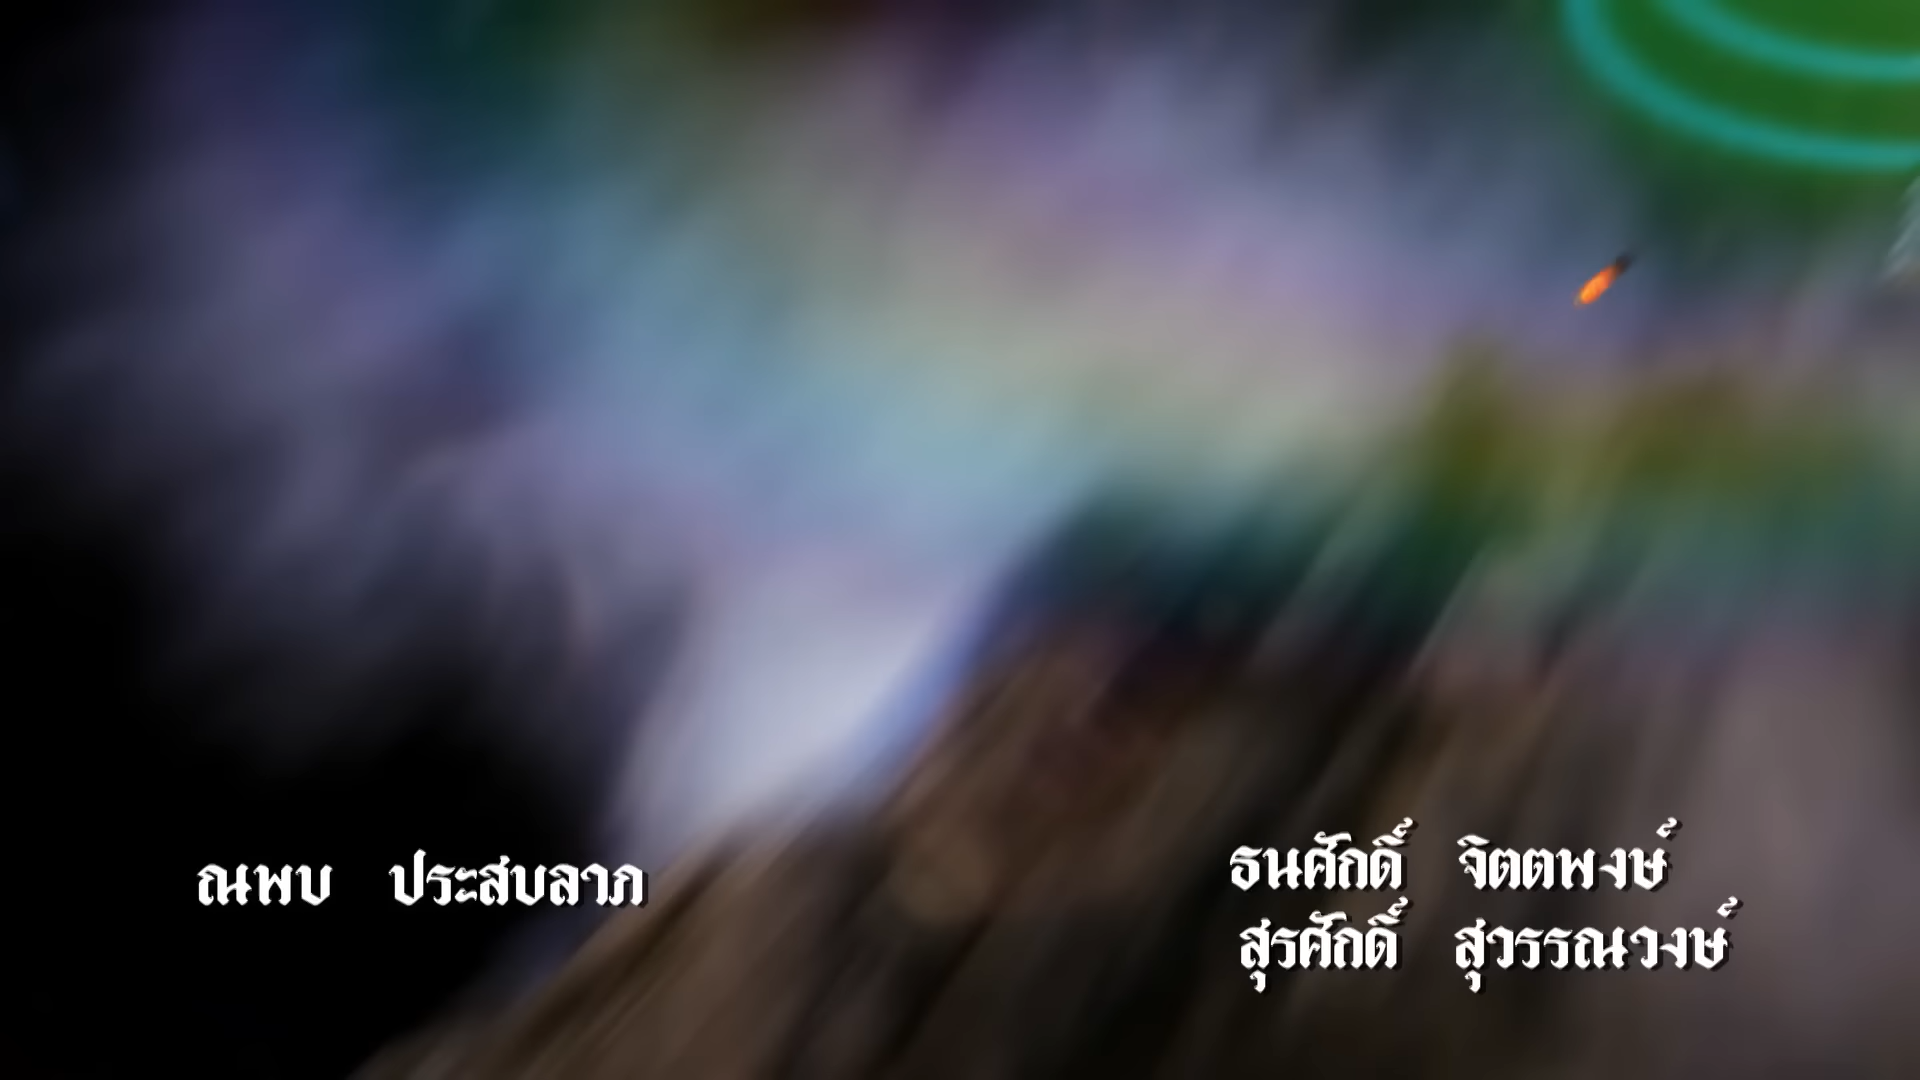 ณพบ ประสบลาภ
ธนศักดิ์ จิตตพงษ์
สุรศักดิ์ สุวรรณวงษ์